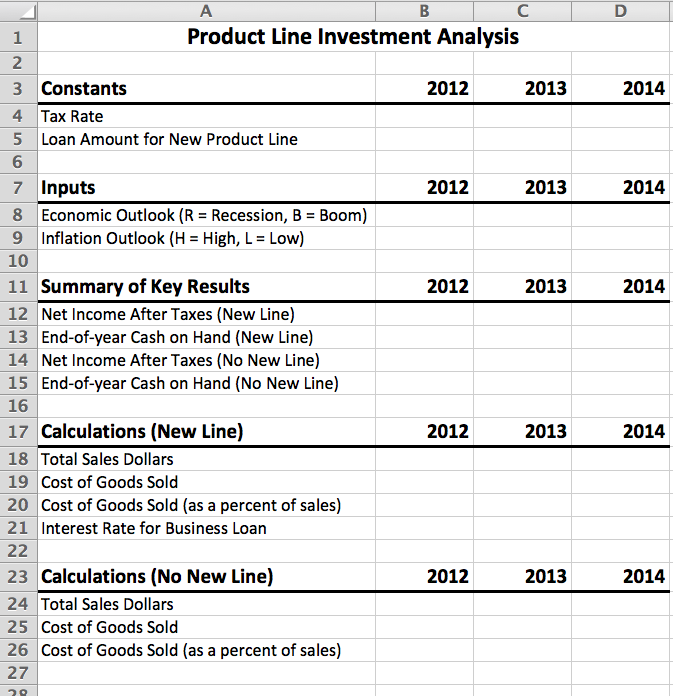 A B C D
1 Product Line Investment Analysis
2
3 Constants 2012 2013 2014
4 Tax Rate
5 Loan Amount for New Product Line
6
7 Inputs 2012 2013 2014
8 Economic Outlook (R = Recession, B = Boom)
9 Inflation Outlook (H = High, L = Low)
10
11 Summary of Key Results 2012 2013 2014
12 Net Income After Taxes (New Line)
13 End-of-year Cash on Hand (New Line)
14 Net Income After Taxes (No New Line)
15 End-of-year Cash on Hand (No New Line)
16
17 Calculations (New Line) 2012 2013 2014
18 Total Sales Dollars
19 Cost of Goods Sold
20 Cost of Goods Sold (as a percent of sales)
21 Interest Rate for Business Loan
22
23 Calculations (No New Line) 2012 2013 2014
24 Total Sales Dollars
25 Cost of Goods Sold
26 Cost of Goods Sold (as a percent of sales)
27
28